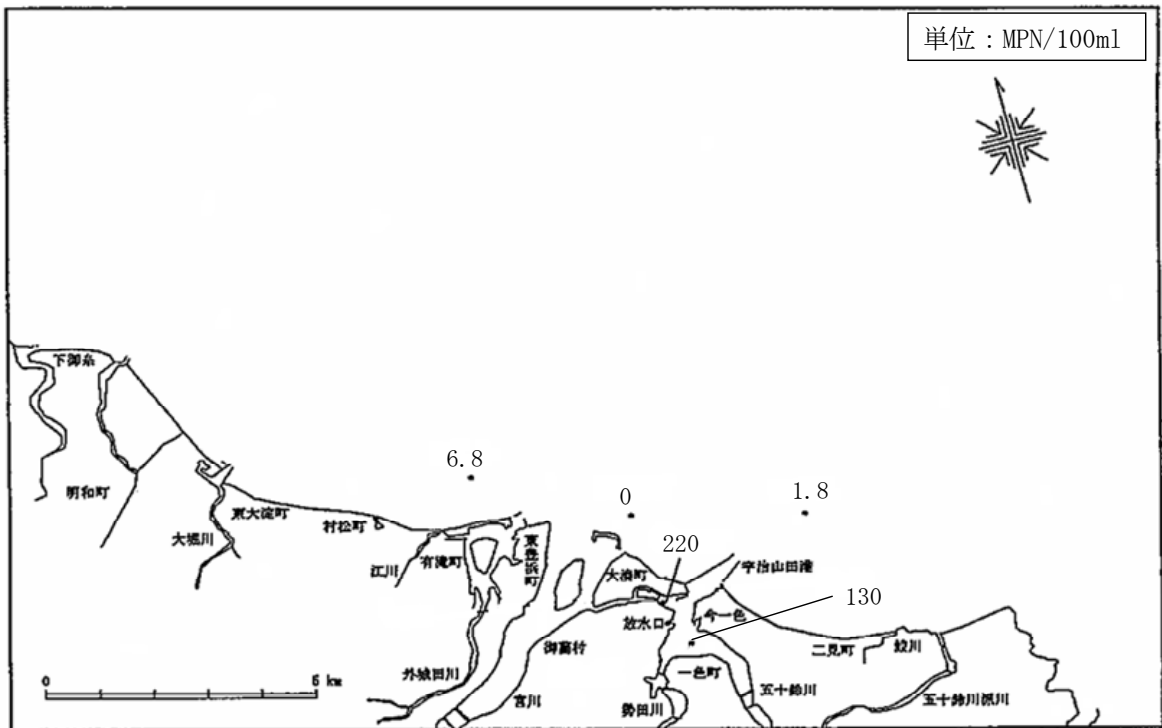 単位：MPN/100ml
下御糸
6.8
明和町
0
1.8
東大淀町
村松町
大堀川
220
東豊浜町
有滝町
江川
大湊町
宇治山田港
130
放水口
今一色
御薗村
二見町
鮫川
外城田川
一色町
0
6 km
宮川
勢田川
五十鈴川
五十鈴川派川